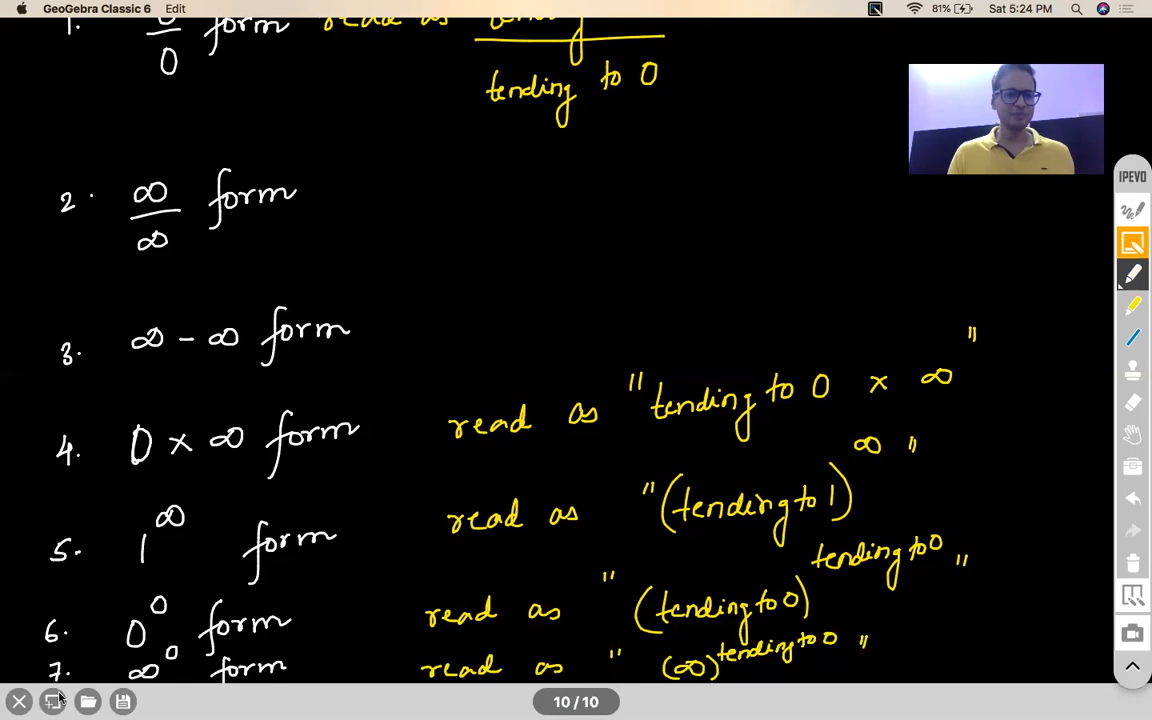 GeoGebra Classic 6 Edit 81% Sat 5:24 PM
1. 0/0 form read as
tending to 0
2. ∞/∞ form
3. ∞ - ∞ form
4. 0 × ∞ form read as "tending to 0 × ∞"
5. 1^∞ form read as "(tending to 1)^∞"
6. 0^0 form read as "(tending to 0)^tending to 0"
7. ∞^0 form read as "(∞)^tending to 0"
IPEVO
10/10